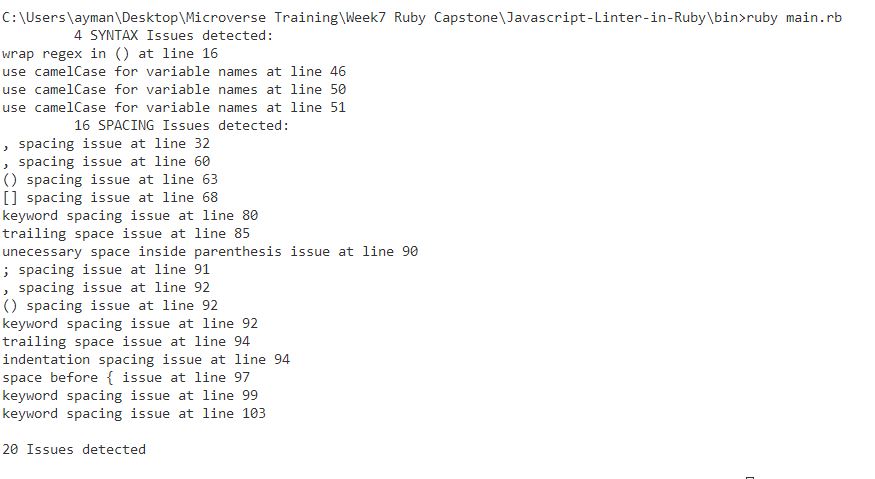 C:\Users\ayman\Desktop\Microverse Training\Week7 Ruby Capstone\Javascript-Linter-in-Ruby\bin>ruby main.rb
4 SYNTAX Issues detected:
wrap regex in () at line 16
use camelCase for variable names at line 46
use camelCase for variable names at line 50
use camelCase for variable names at line 51
16 SPACING Issues detected:
, spacing issue at line 32
, spacing issue at line 60
() spacing issue at line 63
[] spacing issue at line 68
keyword spacing issue at line 80
trailing space issue at line 85
unecessary space inside parenthesis issue at line 90
; spacing issue at line 91
, spacing issue at line 92
() spacing issue at line 92
keyword spacing issue at line 92
trailing space issue at line 94
indentation spacing issue at line 94
space before { issue at line 97
keyword spacing issue at line 99
keyword spacing issue at line 103
20 Issues detected